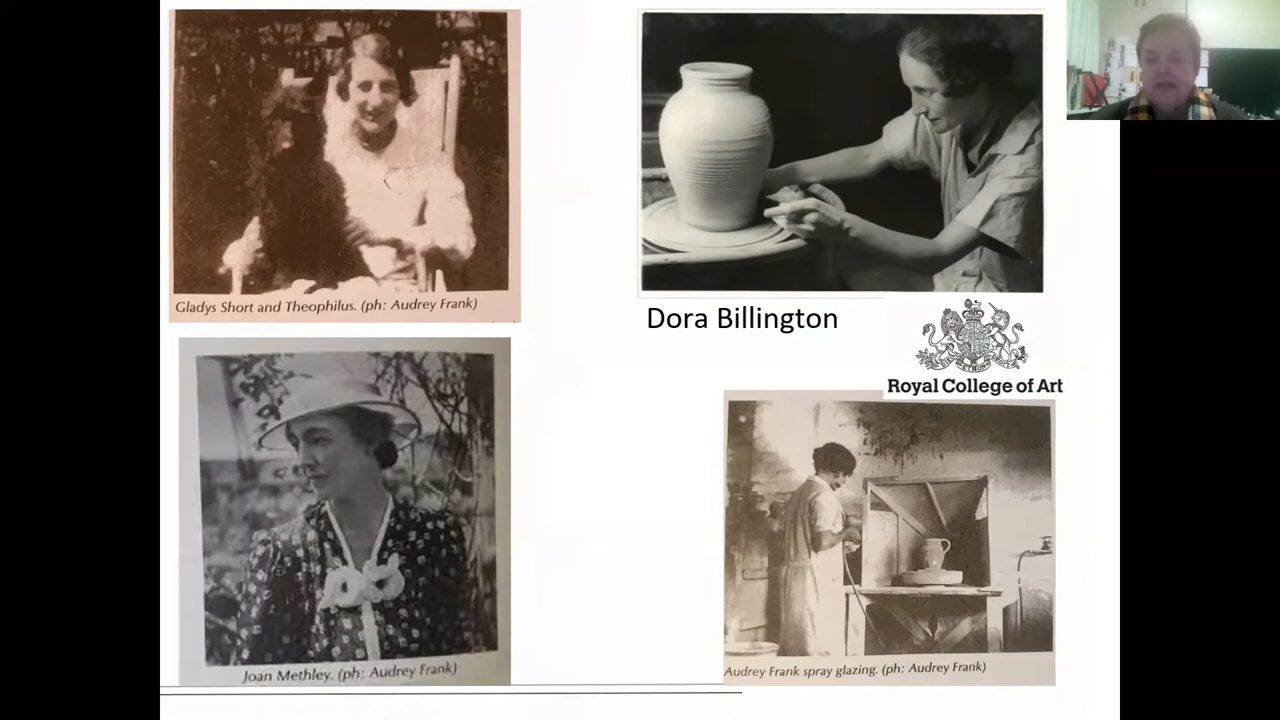 Gladys Short and Theophilus. (ph: Audrey Frank)
Dora Billington
Royal College of Art
Joan Methley. (ph: Audrey Frank)
Audrey Frank spray glazing. (ph: Audrey Frank)